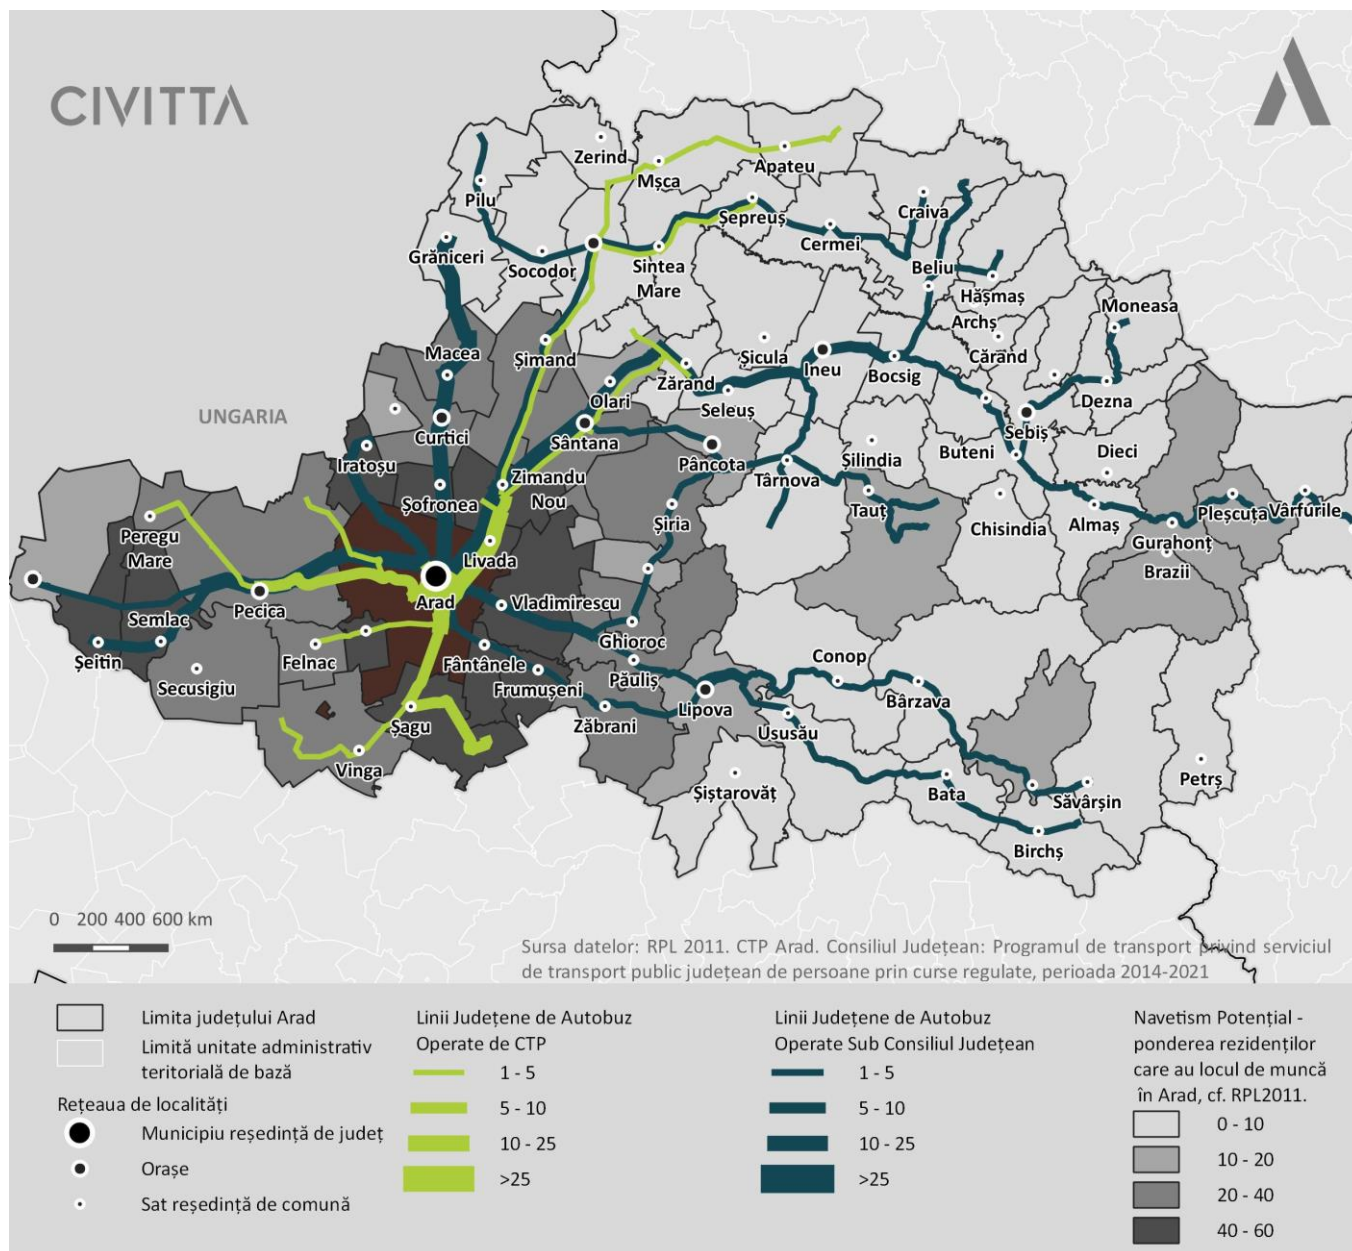 CIVITTA
Zerind
Mșca
Apateu
Pilu
Șepreuș
Craiva
Cermei
Grăniceri
Socodor
Sintea
Mare
Beliu
Hășmaș
Archș
Moneasa
Macea
Șimand
Zărand
Șicula
Ineu
Bocsig
Cărand
UNGARIA
Olari
Seleuș
Dezna
Curtici
Sântana
Sebiș
Iratoșu
Pâncota
Târnova
Șilindia
Buteni
Dieci
Șofronea
Zimandu
Nou
Peregu
Mare
Șiria
Tauț
Chisindia
Almaș
Pleșcuța
Vârfurile
Gurahonț
Brazii
Livada
Pecica
Arad
Vladimirescu
Semlac
Ghioroc
Șeitin
Felnac
Fântânele
Conop
Secusigiu
Frumușeni
Păuliș
Lipova
Bârzava
Șagu
Zăbrani
Ususău
Vinga
Șiștarovăț
Bata
Săvârșin
Petrș
Birchș
0 200 400 600 km
Sursa datelor: RPL 2011. CTP Arad. Consiliul Județean: Programul de transport privind serviciul
de transport public județean de persoane prin curse regulate, perioada 2014-2021
Limita județului Arad
Limită unitate administrativ
teritorială de bază
Rețeaua de localități
Municipiu reședință de județ
Orașe
Sat reședință de comună
Linii Județene de Autobuz
Operate de CTP
1 - 5
5 - 10
10 - 25
>25
Linii Județene de Autobuz
Operate Sub Consiliul Județean
1 - 5
5 - 10
10 - 25
>25
Navetism Potențial -
ponderea rezidenților
care au locul de muncă
în Arad, cf. RPL2011.
0 - 10
10 - 20
20 - 40
40 - 60